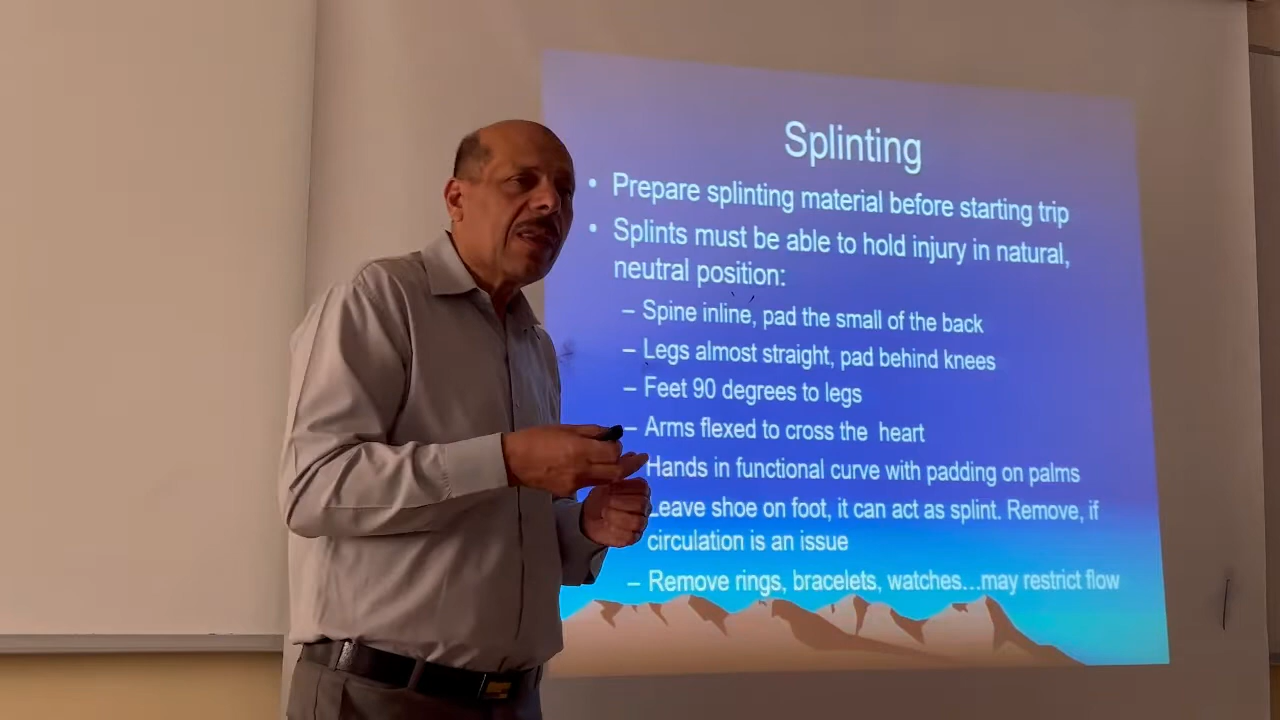 Splinting
• Prepare splinting material before starting trip
• Splints must be able to hold injury in natural,
neutral position:
– Spine inline, pad the small of the back
– Legs almost straight, pad behind knees
– Feet 90 degrees to legs
– Arms flexed to cross the heart
Hands in functional curve with padding on palms
Leave shoe on foot, it can act as splint. Remove, if
circulation is an issue
– Remove rings, bracelets, watches...may restrict flow